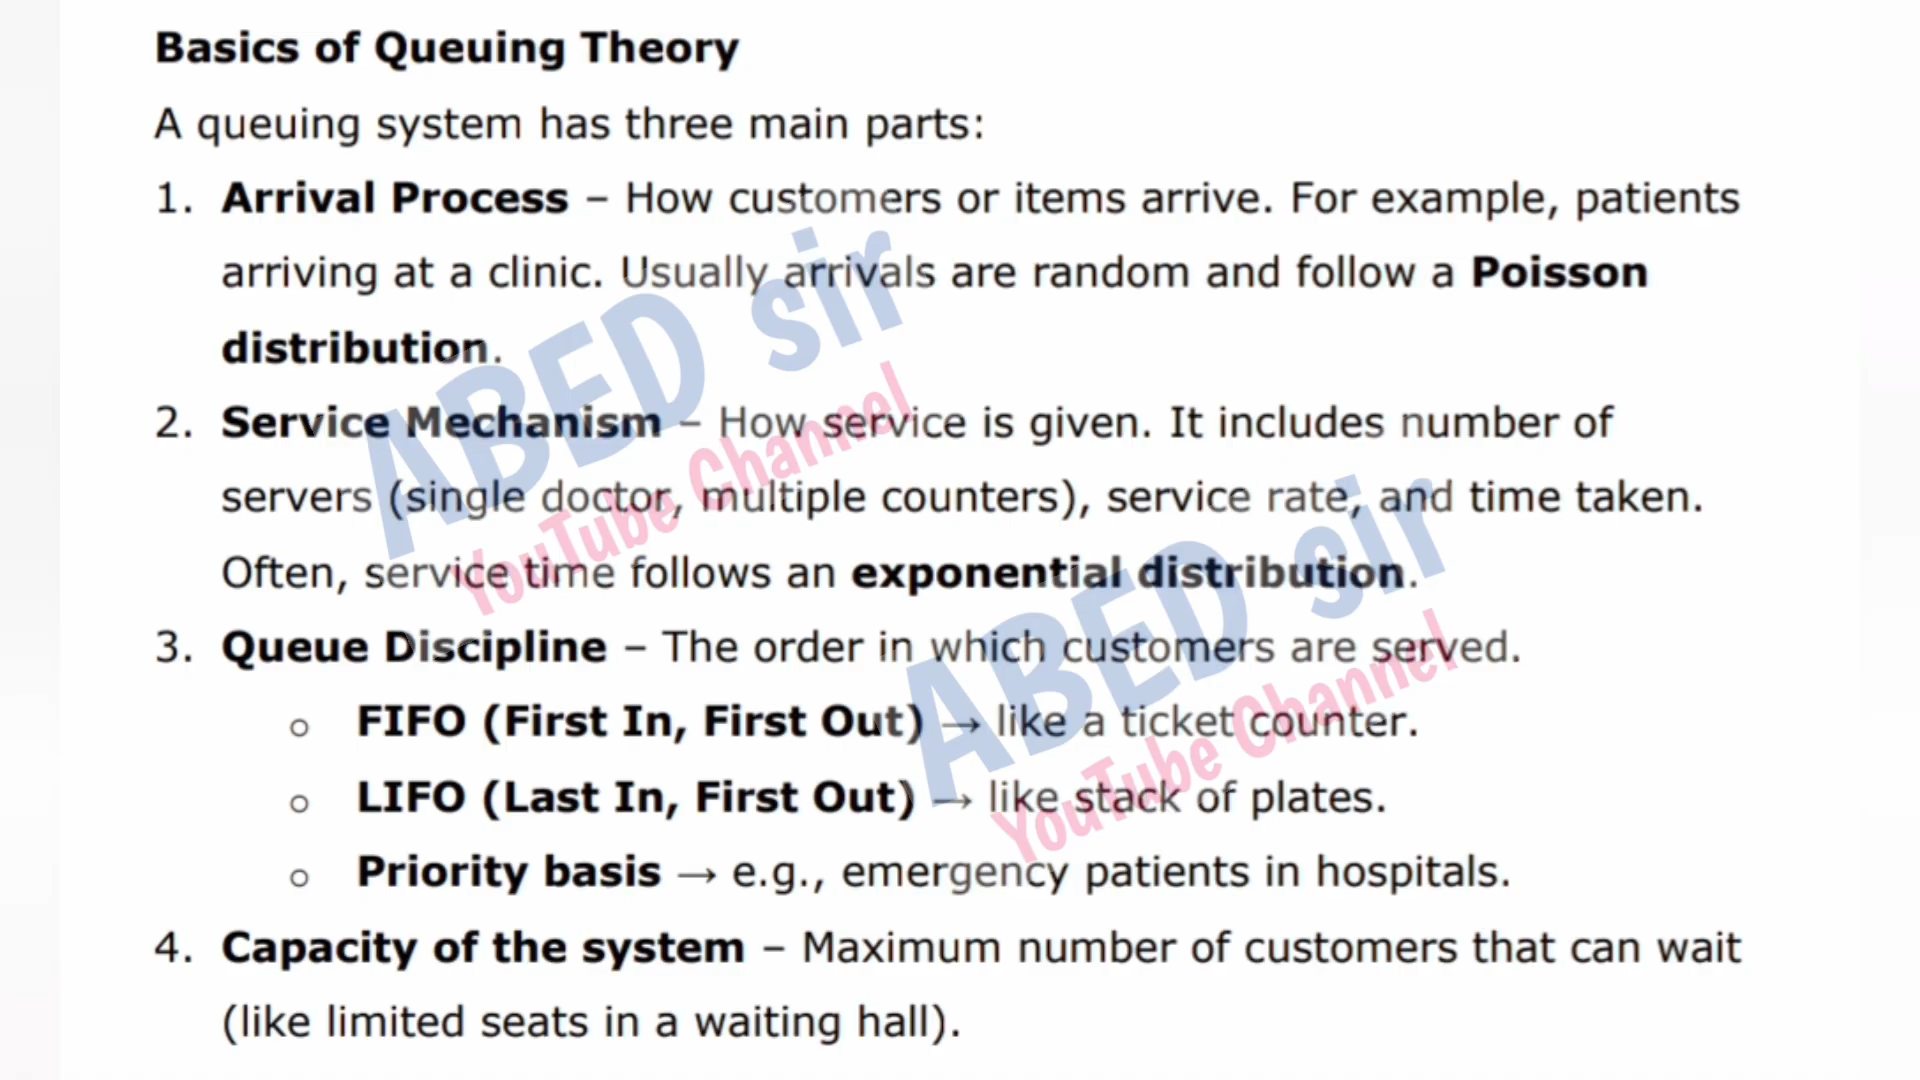 Basics of Queuing Theory
A queuing system has three main parts:
1. Arrival Process – How customers or items arrive. For example, patients
arriving at a clinic. Usually arrivals are random and follow a Poisson
distribution.
2. Service Mechanism – How service is given. It includes number of
servers (single doctor, multiple counters), service rate, and time taken.
Often, service time follows an exponential distribution.
3. Queue Discipline – The order in which customers are served.
○ FIFO (First In, First Out) → like a ticket counter.
○ LIFO (Last In, First Out) → like stack of plates.
○ Priority basis → e.g., emergency patients in hospitals.
4. Capacity of the system – Maximum number of customers that can wait
(like limited seats in a waiting hall).
ABED sir
YouTube Channel
ABED sir
YouTube Channel